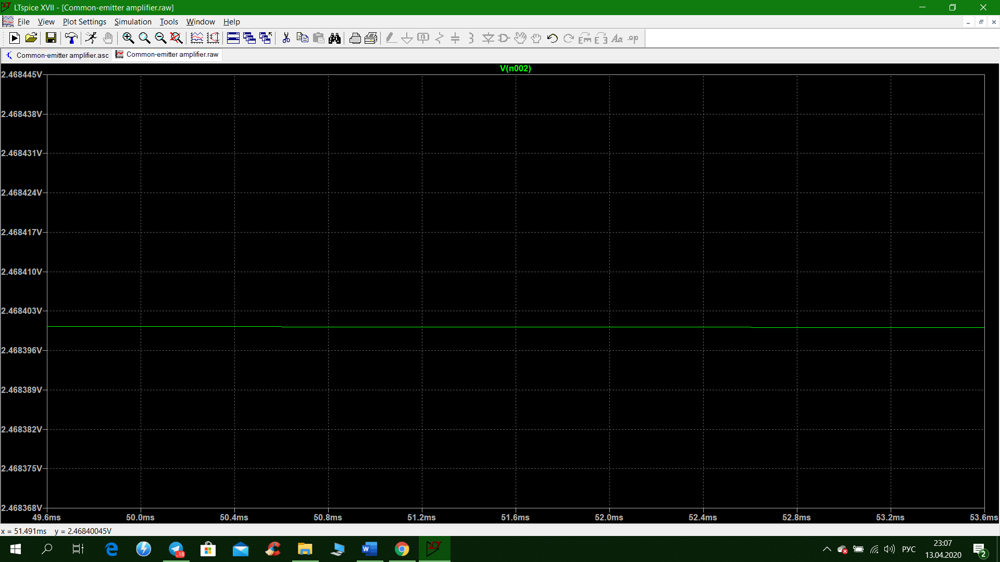 LTspice XVII - [Common-emitter amplifier.raw]
File View Plot Settings Simulation Tools Window Help
Aa .op
Common-emitter amplifier.asc Common-emitter amplifier.raw
V(n002)
2.468445V
2.468438V
2.468431V
2.468424V
2.468417V
2.468410V
2.468403V
2.468396V
2.468389V
2.468382V
2.468375V
2.468368V
49.6ms 50.0ms 50.4ms 50.8ms 51.2ms 51.6ms 52.0ms 52.4ms 52.8ms 53.2ms 53.6ms
x = 51.491ms y = 2.46840045V
..18
РУС
23:07
13.04.2020
2